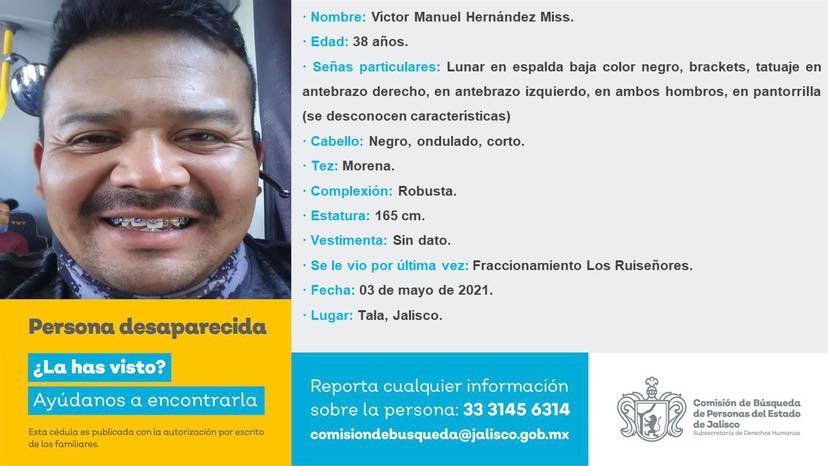 · Nombre: Victor Manuel Hernández Miss.
· Edad: 38 años.
· Señas particulares: Lunar en espalda baja color negro, brackets, tatuaje en
antebrazo derecho, en antebrazo izquierdo, en ambos hombros, en pantorrilla
(se desconocen características)
· Cabello: Negro, ondulado, corto.
· Tez: Morena.
· Complexión: Robusta.
· Estatura: 165 cm.
· Vestimenta: Sin dato.
· Se le vio por última vez: Fraccionamiento Los Ruiseñores.
· Fecha: 03 de mayo de 2021.
· Lugar: Tala, Jalisco.
Persona desaparecida
¿La has visto?
Ayúdanos a encontrarla
Esta cédula es publicada con la autorización por escrito
de los familiares.
Reporta cualquier información
sobre la persona: 33 3145 6314
comisiondebusqueda@jalisco.gob.mx
Comisión de Búsqueda
de Personas del Estado
de Jalisco
Subsecretaría de Derechos Humanos